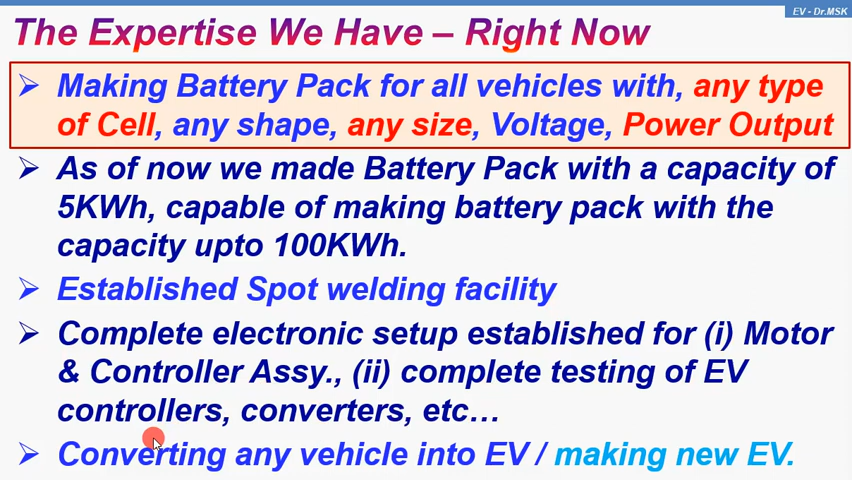 EV - Dr.MSK
The Expertise We Have – Right Now
➢ Making Battery Pack for all vehicles with, any type
of Cell, any shape, any size, Voltage, Power Output
➢ As of now we made Battery Pack with a capacity of
5KWh, capable of making battery pack with the
capacity upto 100KWh.
➢ Established Spot welding facility
➢ Complete electronic setup established for (i) Motor
& Controller Assy., (ii) complete testing of EV
controllers, converters, etc…
➢ Converting any vehicle into EV / making new EV.